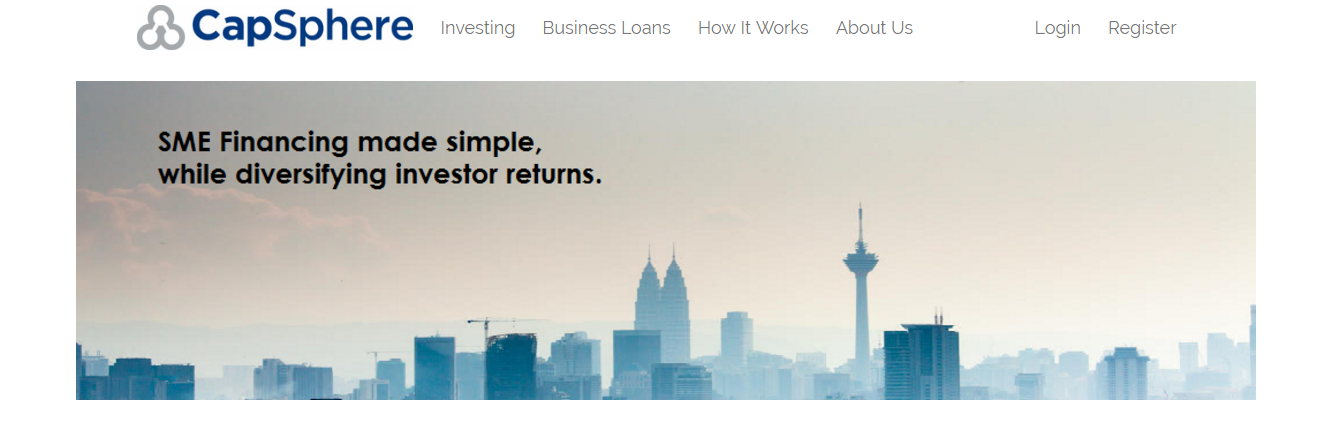 CapSphere Investing Business Loans How It Works About Us Login Register
SME Financing made simple,
while diversifying investor returns.